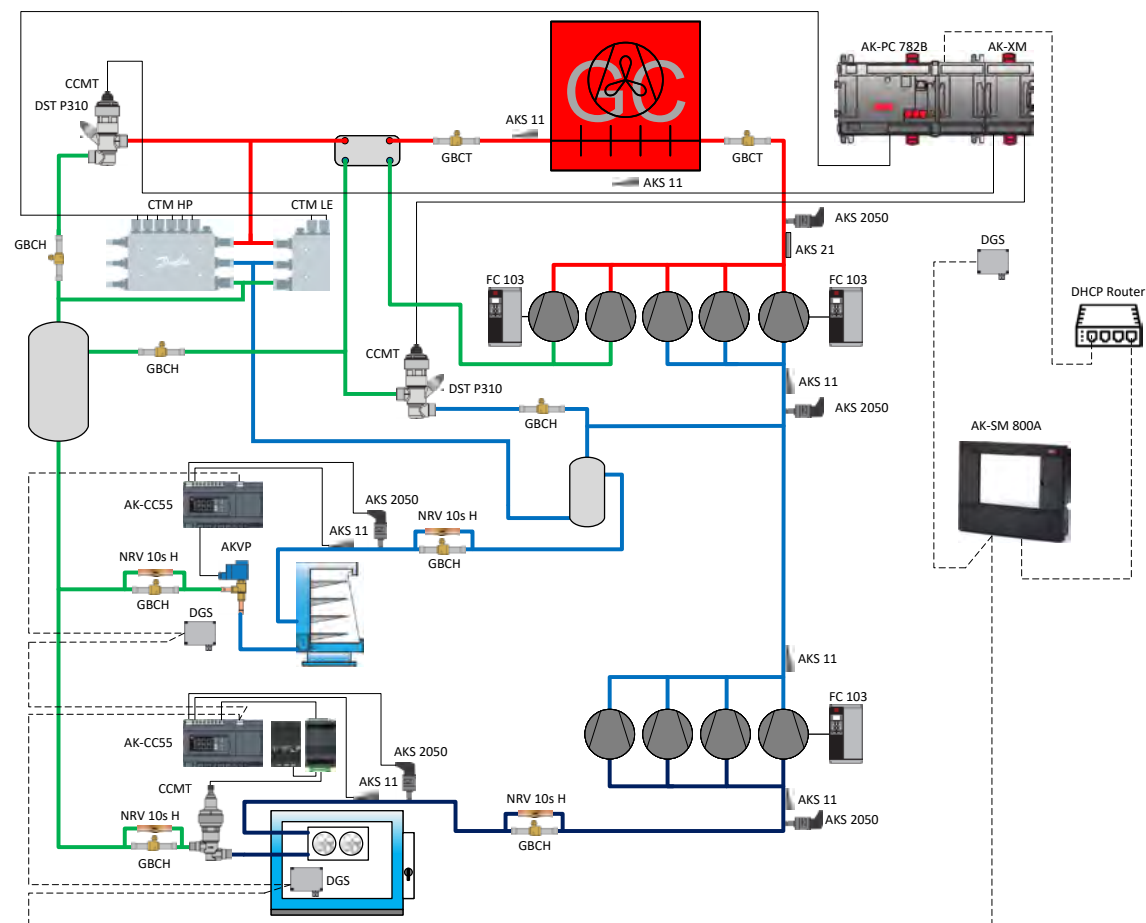 AK-PC 782B
AK-XM
CCMT
DST P310
GC
AKS 11
GBCT
GBCT
AKS 11
CTM HP
CTM LE
AKS 2050
AKS 21
DGS
GBCH
Danfoss
FC 103
FC 103
DHCP Router
CCMT
GBCH
DST P310
AKS 11
AKS 2050
GBCH
AK-SM 800A
AK-CC55
AKS 2050
AKS 11
NRV 10s H
GBCH
NRV 10s H
AKVP
GBCH
DGS
AKS 11
FC 103
AK-CC55
AKS 2050
AKS 11
CCMT
NRV 10s H
GBCH
NRV 10s H
GBCH
AKS 11
AKS 2050
DGS